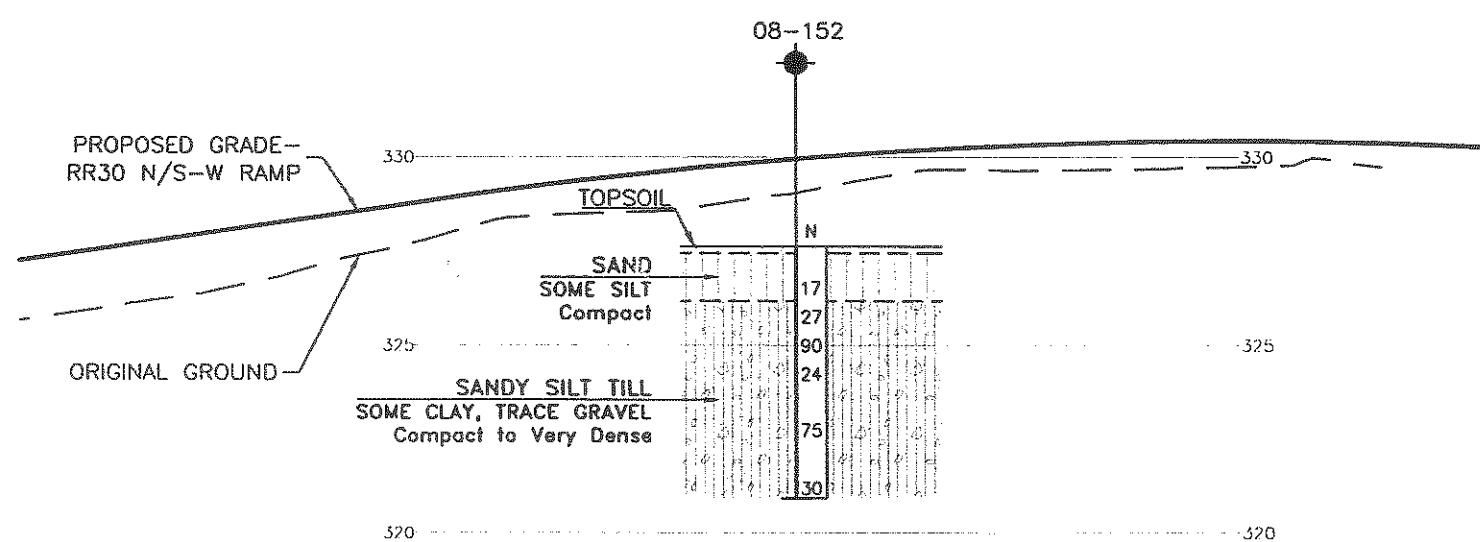 08-152
PROPOSED GRADE-
RR30 N/S-W RAMP
330
330
TOPSOIL
N
SAND
SOME SILT
Compact
17
27
325
90
325
24
ORIGINAL GROUND
SANDY SILT TILL
SOME CLAY, TRACE GRAVEL
Compact to Very Dense
75
30
320
320